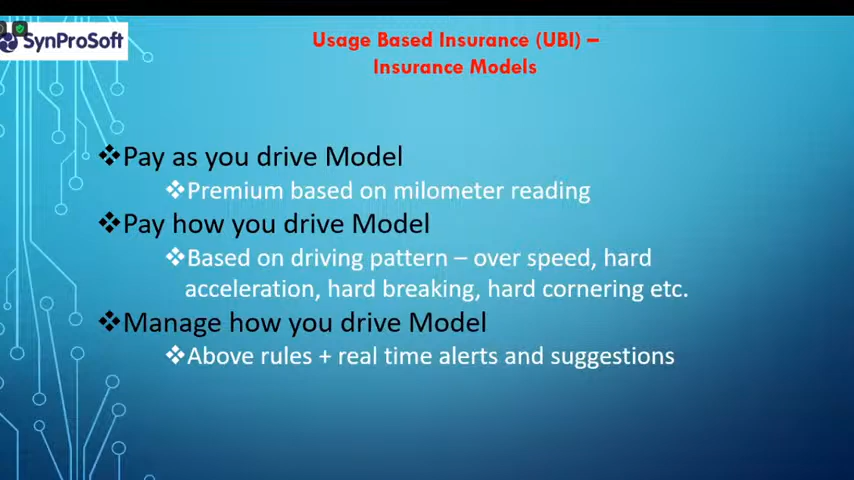 SynProSoft
Usage Based Insurance (UBI) –
Insurance Models
❖Pay as you drive Model
❖Premium based on milometer reading
❖Pay how you drive Model
❖Based on driving pattern – over speed, hard
acceleration, hard breaking, hard cornering etc.
❖Manage how you drive Model
❖Above rules + real time alerts and suggestions